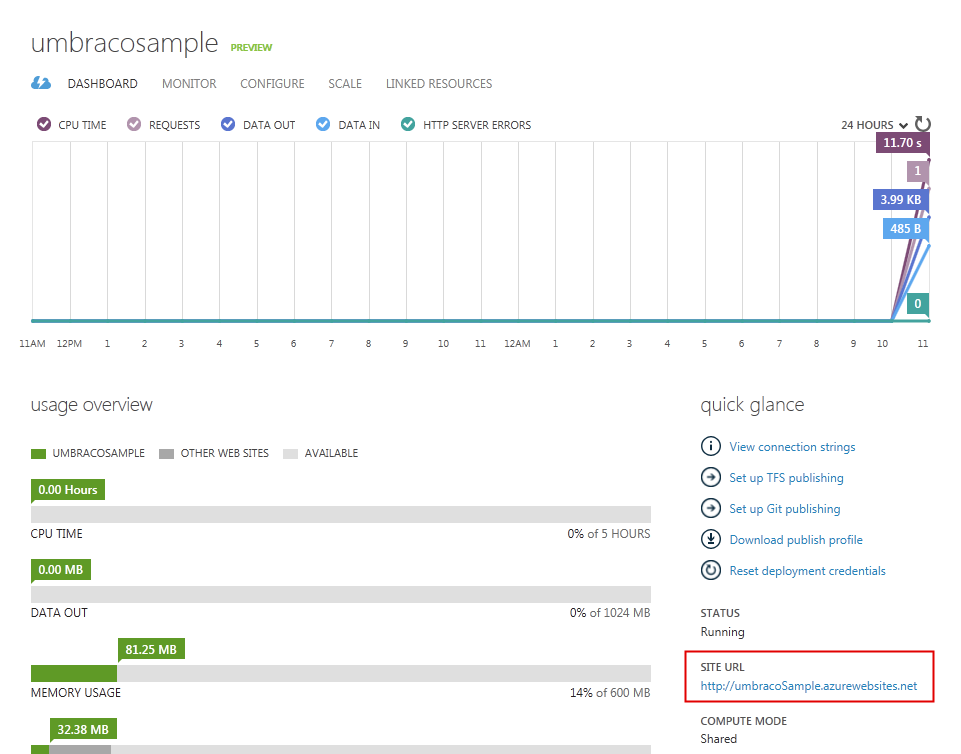 umbracosample PREVIEW
DASHBOARD MONITOR CONFIGURE SCALE LINKED RESOURCES
CPU TIME REQUESTS DATA OUT DATA IN HTTP SERVER ERRORS 24 HOURS
11.70 s
1
3.99 KB
485 B
0
11AM 12PM 1 2 3 4 5 6 7 8 9 10 11 12AM 1 2 3 4 5 6 7 8 9 10 11
usage overview
UMBRACOSAMPLE OTHER WEB SITES AVAILABLE
0.00 Hours
CPU TIME 0% of 5 HOURS
0.00 MB
DATA OUT 0% of 1024 MB
81.25 MB
MEMORY USAGE 14% of 600 MB
32.38 MB
quick glance
View connection strings
Set up TFS publishing
Set up Git publishing
Download publish profile
Reset deployment credentials
STATUS
Running
SITE URL
http://umbracoSample.azurewebsites.net
COMPUTE MODE
Shared